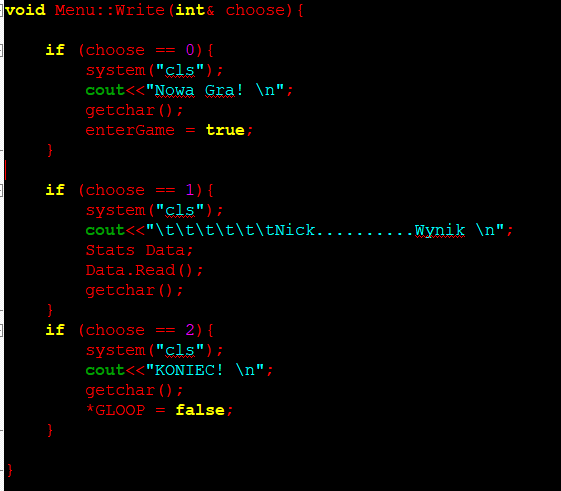 void Menu::Write(int& choose){
if (choose == 0){
system("cls");
cout<<"Nowa Gra! \n";
getchar();
enterGame = true;
}
if (choose == 1){
system("cls");
cout<<"\t\t\t\t\t\tNick..........Wynik \n";
Stats Data;
Data.Read();
getchar();
}
if (choose == 2){
system("cls");
cout<<"KONIEC! \n";
getchar();
*GLOOP = false;
}
}